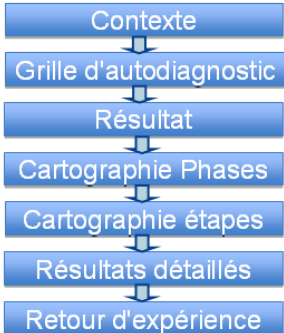 Contexte
Grille d'autodiagnostic
Résultat
Cartographie Phases
Cartographie étapes
Résultats détaillés
Retour d'expérience